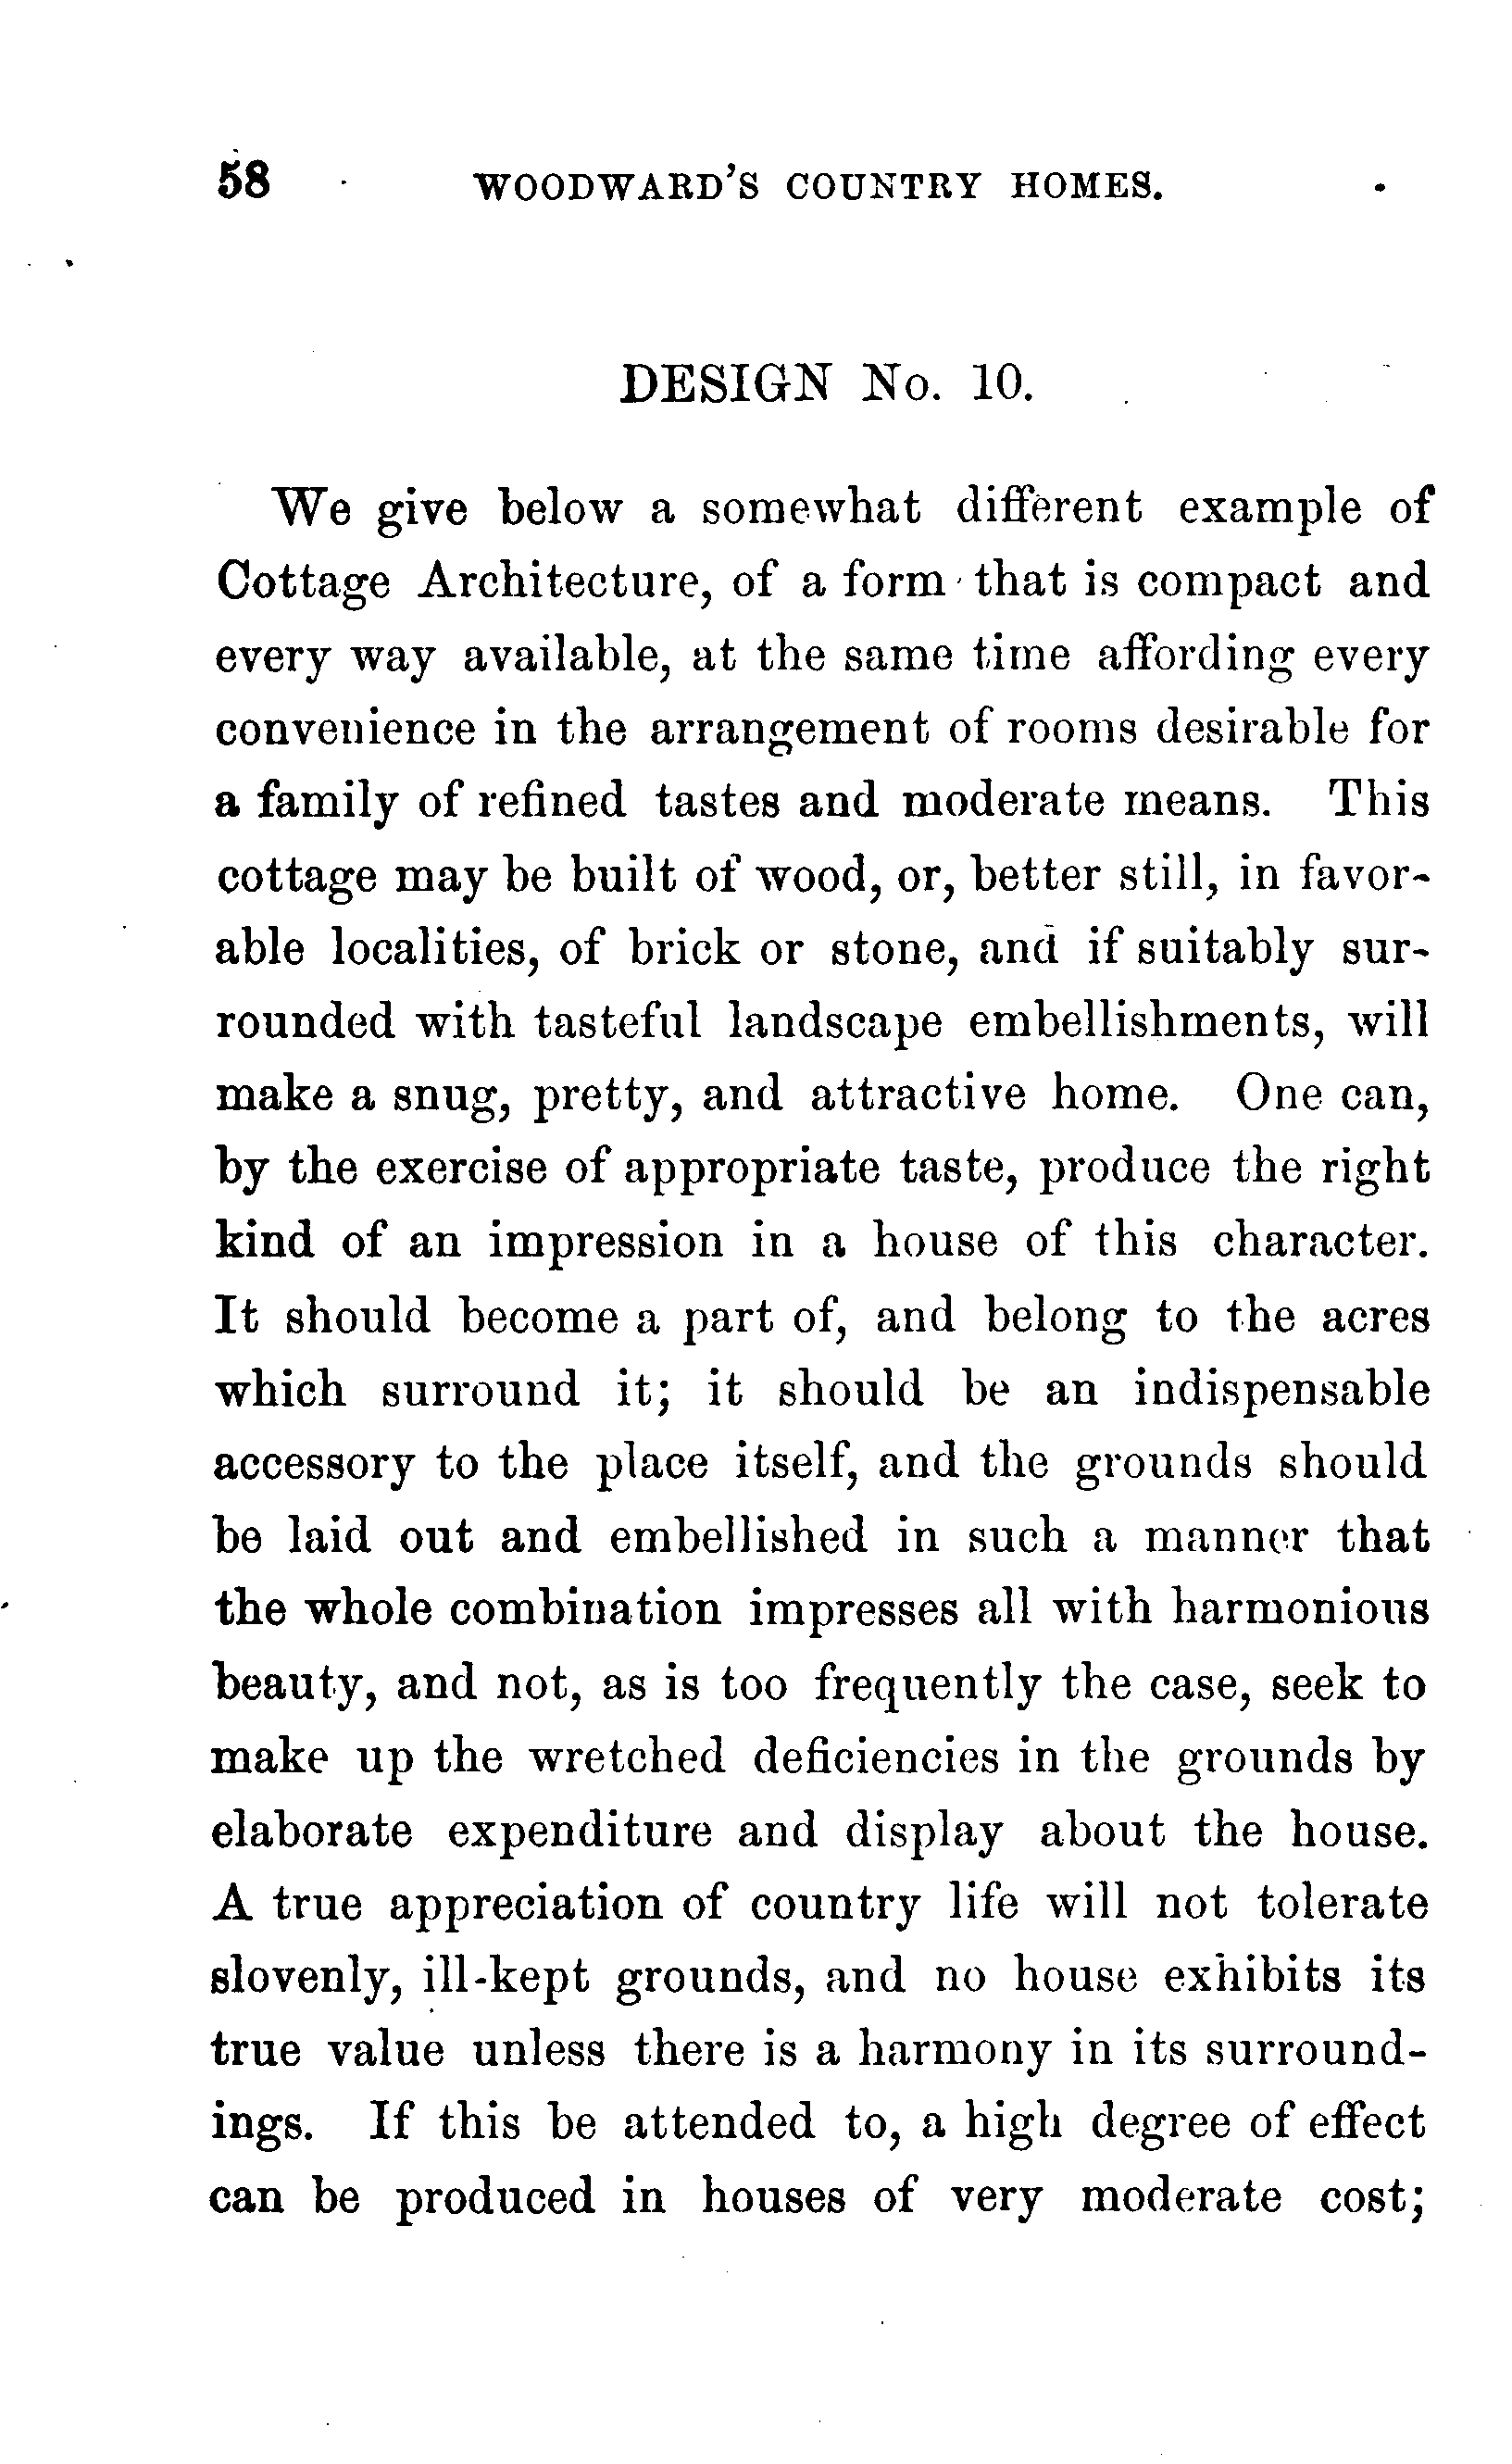 58 WOODWARD'S COUNTRY HOMES.
DESIGN No. 10.
We give below a somewhat different example of
Cottage Architecture, of a form that is compact and
every way available, at the same time affording every
convenience in the arrangement of rooms desirable for
a family of refined tastes and moderate means. This
cottage may be built of wood, or, better still, in favor-
able localities, of brick or stone, and if suitably sur-
rounded with tasteful landscape embellishments, will
make a snug, pretty, and attractive home. One can,
by the exercise of appropriate taste, produce the right
kind of an impression in a house of this character.
It should become a part of, and belong to the acres
which surround it; it should be an indispensable
accessory to the place itself, and the grounds should
be laid out and embellished in such a manner that
the whole combination impresses all with harmonious
beauty, and not, as is too frequently the case, seek to
make up the wretched deficiencies in the grounds by
elaborate expenditure and display about the house.
A true appreciation of country life will not tolerate
slovenly, ill-kept grounds, and no house exhibits its
true value unless there is a harmony in its surround-
ings. If this be attended to, a high degree of effect
can be produced in houses of very moderate cost;